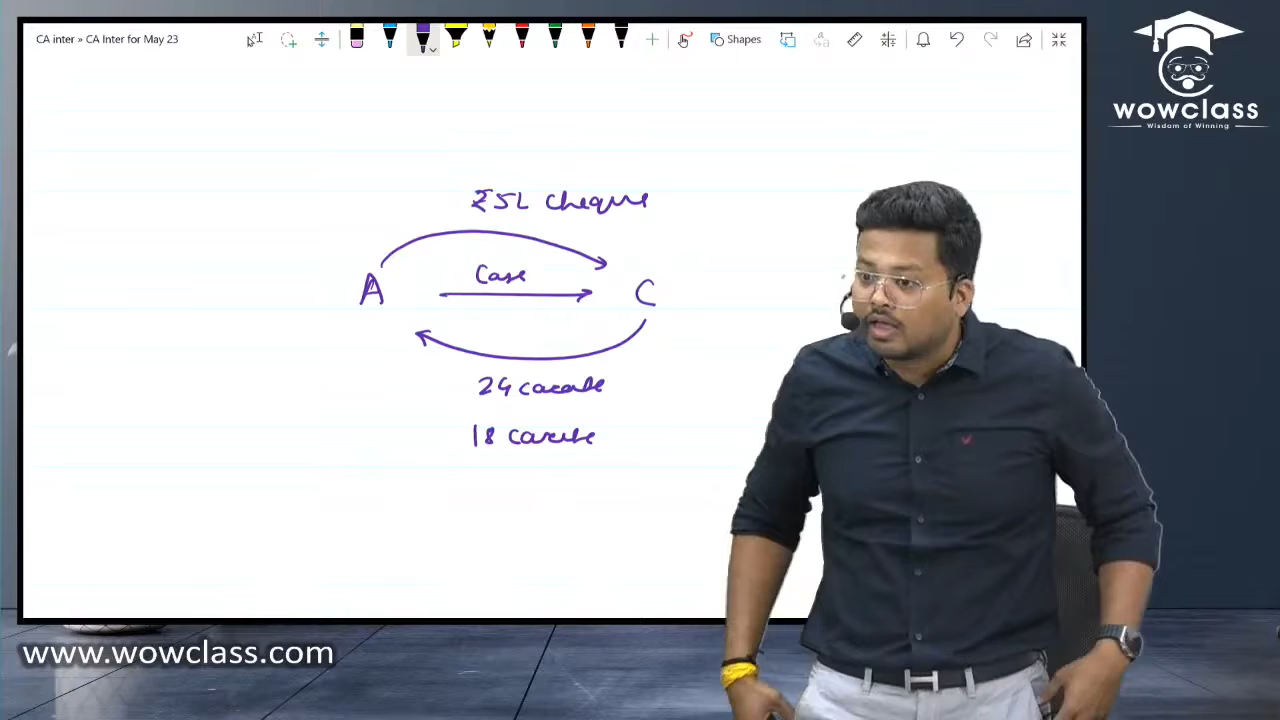 CA inter » CA Inter for May 23
Shapes
wowclass
Wisdom of Winning
₹5L cheque
Case
A
C
24 carate
18 carate
www.wowclass.com